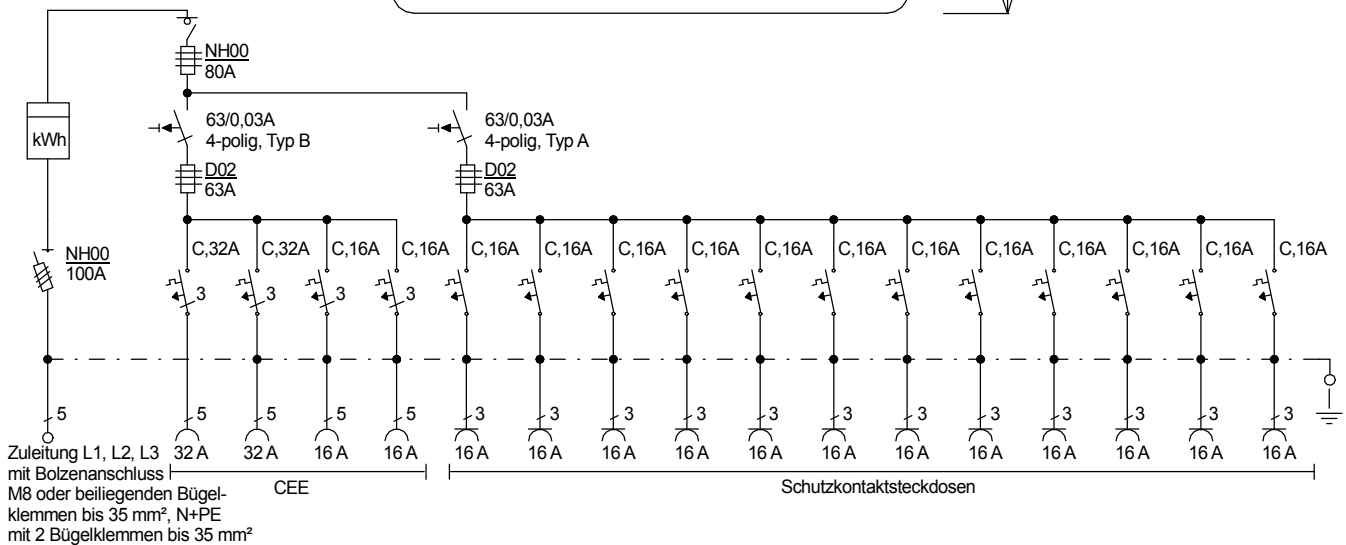 NH00
80A
kWh
63/0,03A
4-polig, Typ B
63/0,03A
4-polig, Typ A
D02
63A
D02
63A
NH00
100A
C,32A C,32A C,16A C,16A C,16A C,16A C,16A C,16A C,16A C,16A C,16A C,16A C,16A C,16A C,16A C,16A
3 3 3 3
5 5 5 5 5 3 3 3 3 3 3 3 3 3 3 3 3
32 A 32 A 16 A 16 A 16 A 16 A 16 A 16 A 16 A 16 A 16 A 16 A 16 A 16 A 16 A 16 A
Zuleitung L1, L2, L3
mit Bolzenanschluss
M8 oder beiliegenden Bügel-
klemmen bis 35 mm², N+PE
mit 2 Bügelklemmen bis 35 mm²
CEE
Schutzkontaktsteckdosen